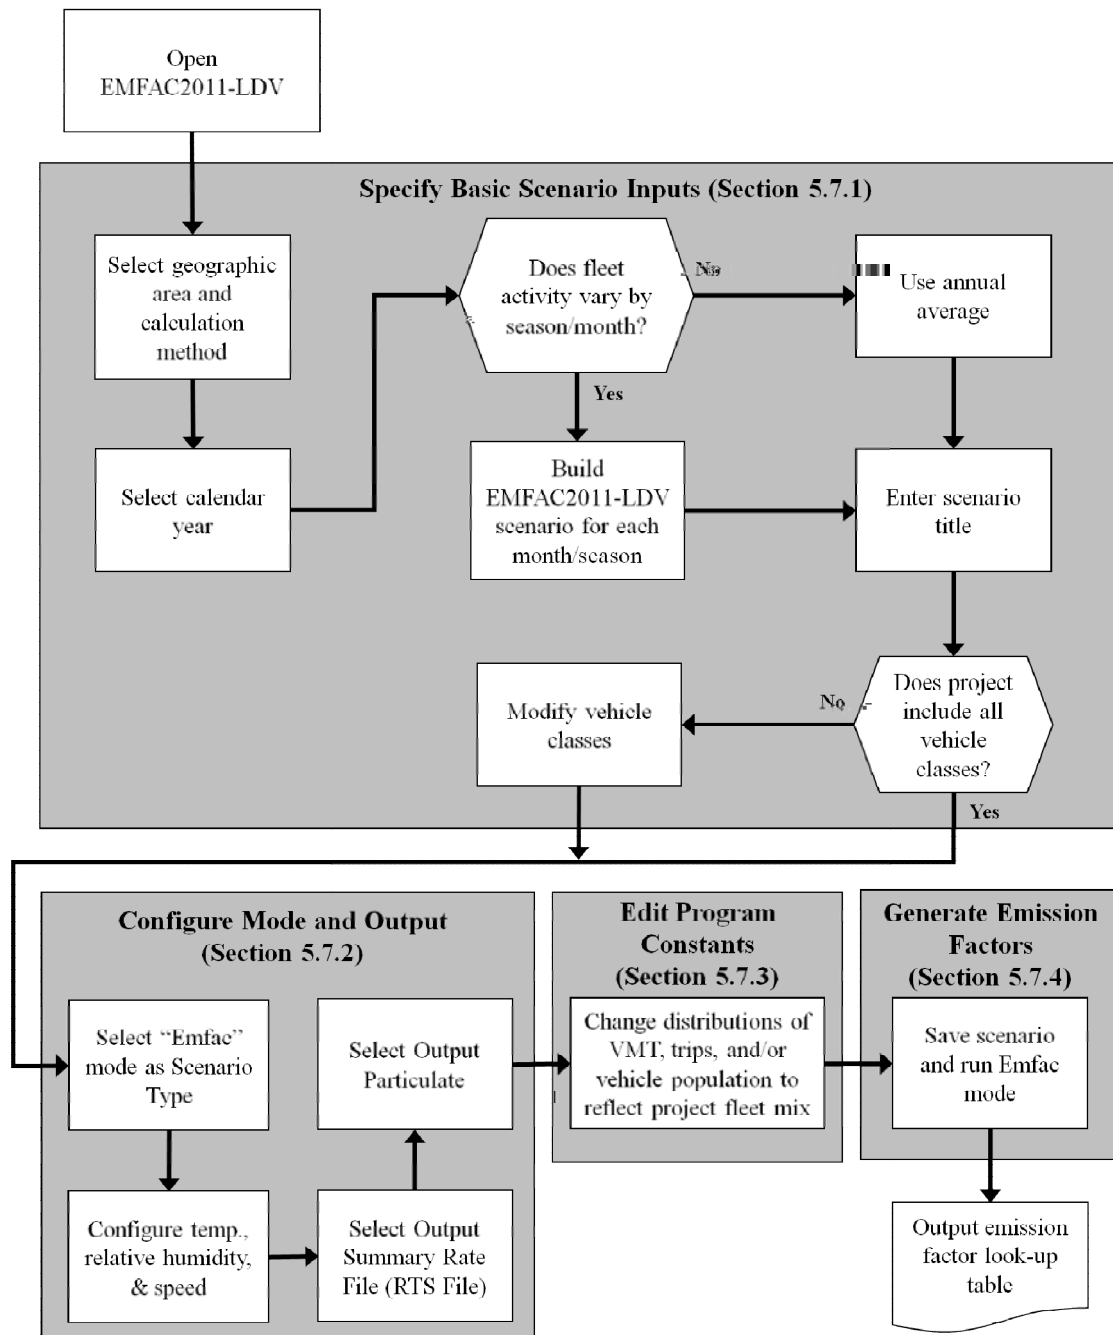 Open
EMFAC2011-LDV
Specify Basic Scenario Inputs (Section 5.7.1)
Select geographic
area and
calculation
method
Does fleet
activity vary by
season/month?
No
Use annual
average
Yes
Select calendar
year
Build
EMFAC2011-LDV
scenario for each
month/season
Enter scenario
title
Modify vehicle
classes
No
Does project
include all
vehicle
classes?
Yes
Configure Mode and Output
(Section 5.7.2)
Select “Emfac”
mode as Scenario
Type
Select Output
Particulate
Configure temp.,
relative humidity,
& speed
Select Output
Summary Rate
File (RTS File)
Edit Program
Constants
(Section 5.7.3)
Change distributions of
VMT, trips, and/or
vehicle population to
reflect project fleet mix
Generate Emission
Factors
(Section 5.7.4)
Save scenario
and run Emfac
mode
Output emission
factor look-up
table